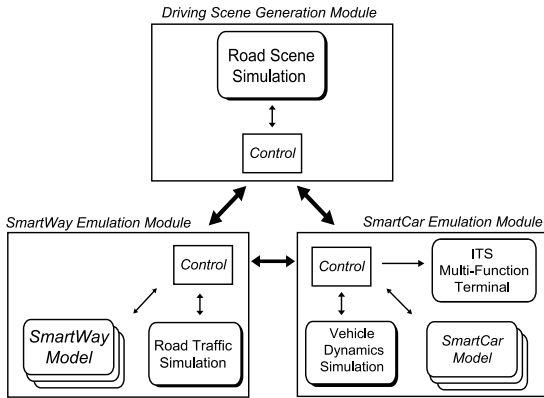 Driving Scene Generation Module
Road Scene
Simulation
Control
SmartWay Emulation Module
Control
SmartWay
Model
Road Traffic
Simulation
SmartCar Emulation Module
Control
ITS
Multi-Function
Terminal
Vehicle
Dynamics
Simulation
SmartCar
Model